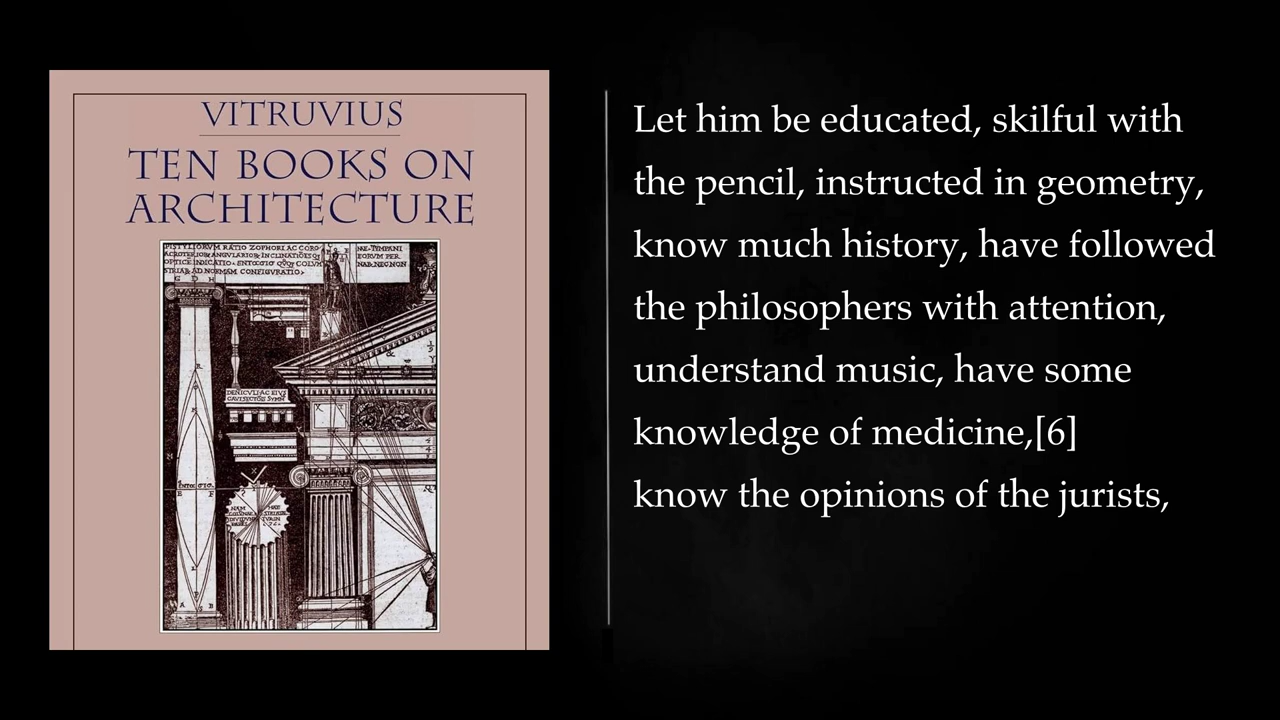 VITRUVIUS
TEN BOOKS ON
ARCHITECTURE
Let him be educated, skilful with
the pencil, instructed in geometry,
know much history, have followed
the philosophers with attention,
understand music, have some
knowledge of medicine,[6]
know the opinions of the jurists,